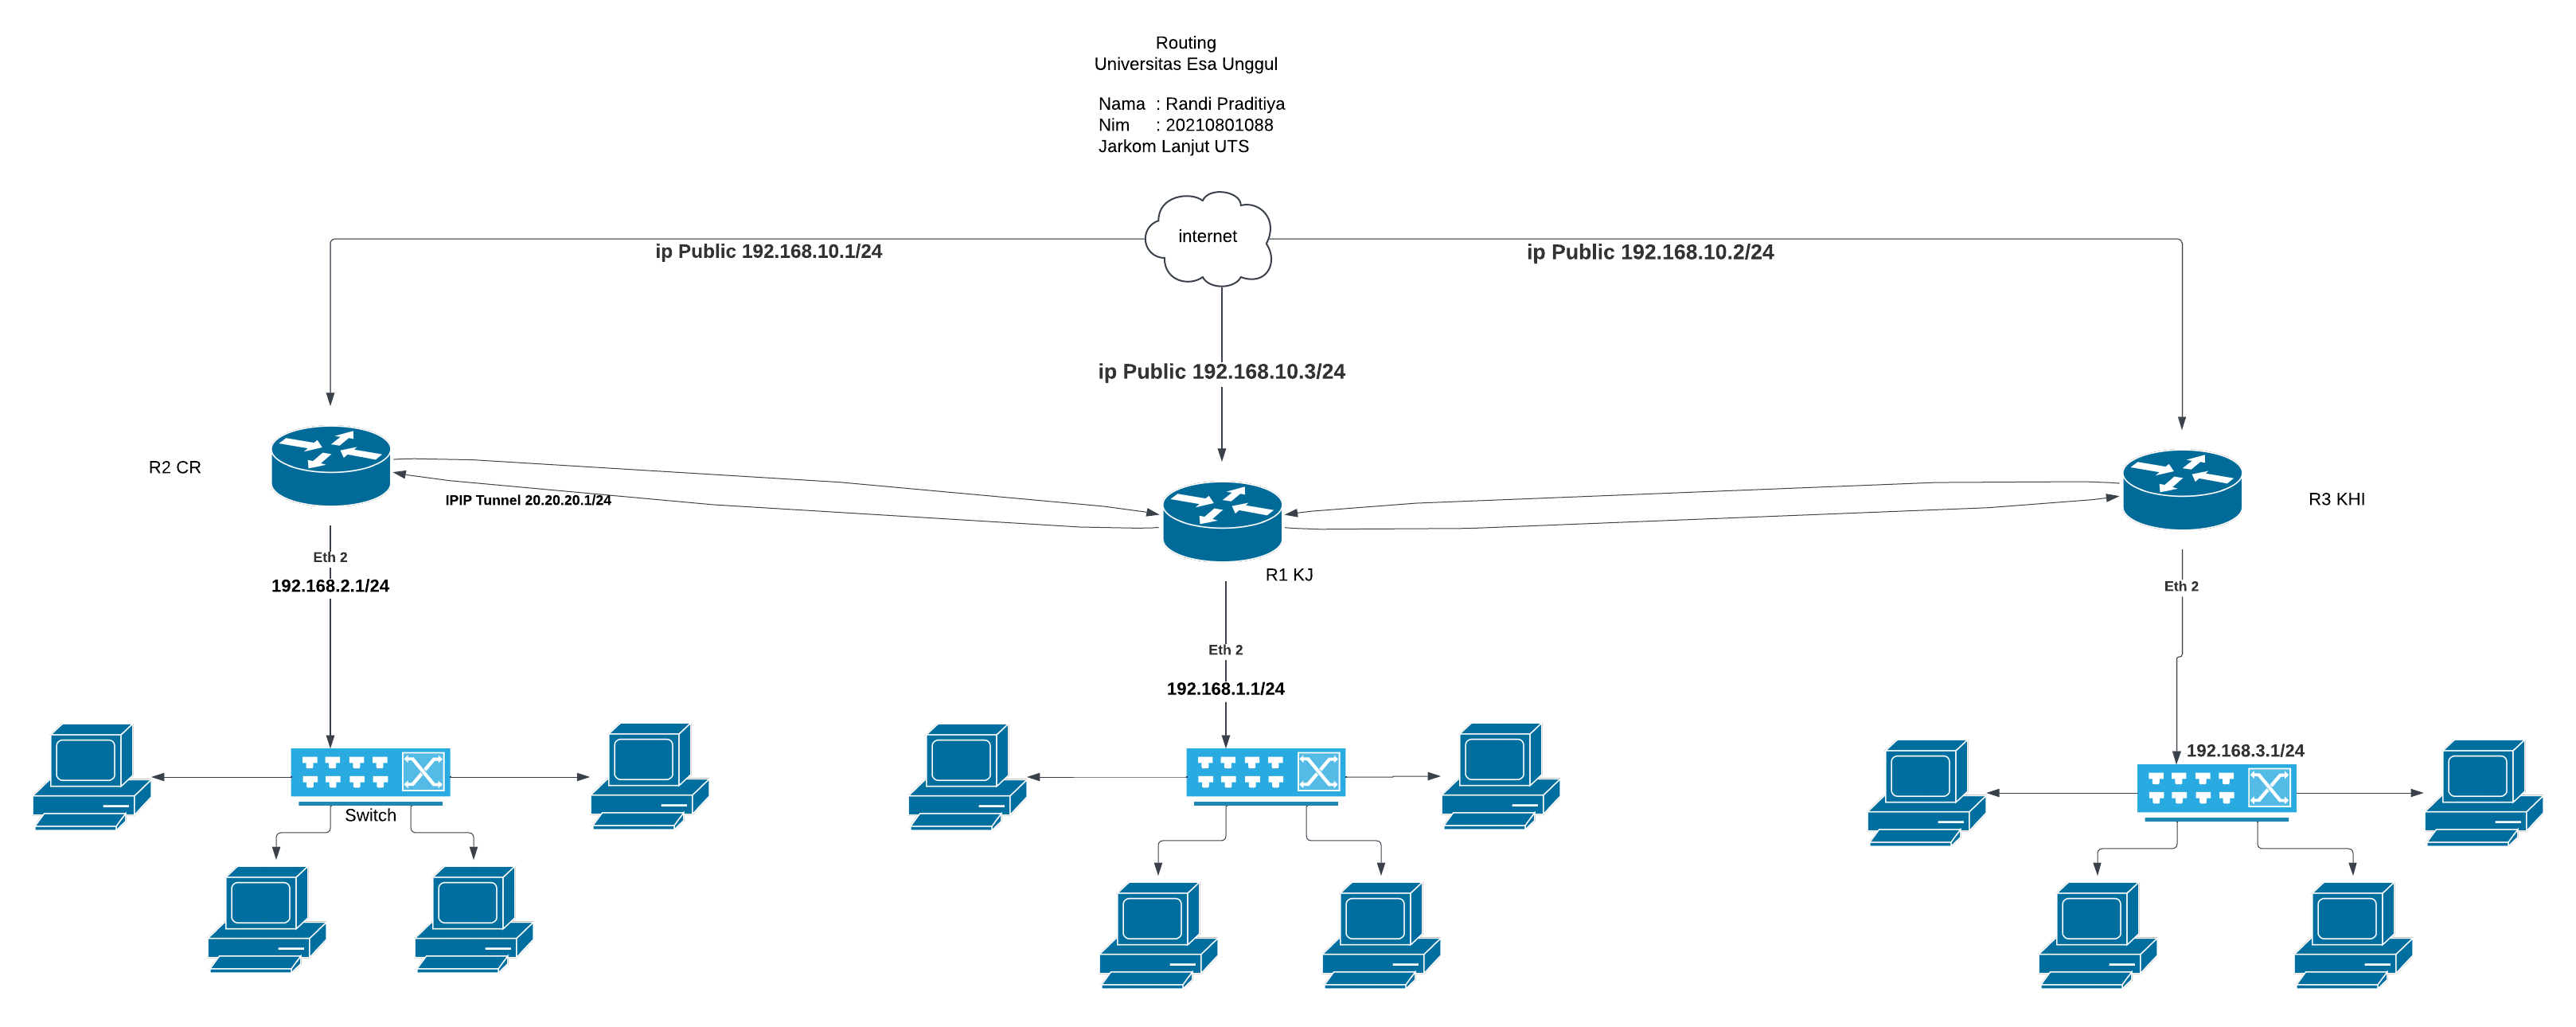 Routing
Universitas Esa Unggul
Nama : Randi Praditiya
Nim : 20210801088
Jarkom Lanjut UTS
internet
ip Public 192.168.10.1/24
ip Public 192.168.10.2/24
ip Public 192.168.10.3/24
R2 CR
IPIP Tunnel 20.20.20.1/24
R3 KHI
R1 KJ
Eth 2
192.168.2.1/24
Eth 2
192.168.1.1/24
Eth 2
192.168.3.1/24
Switch